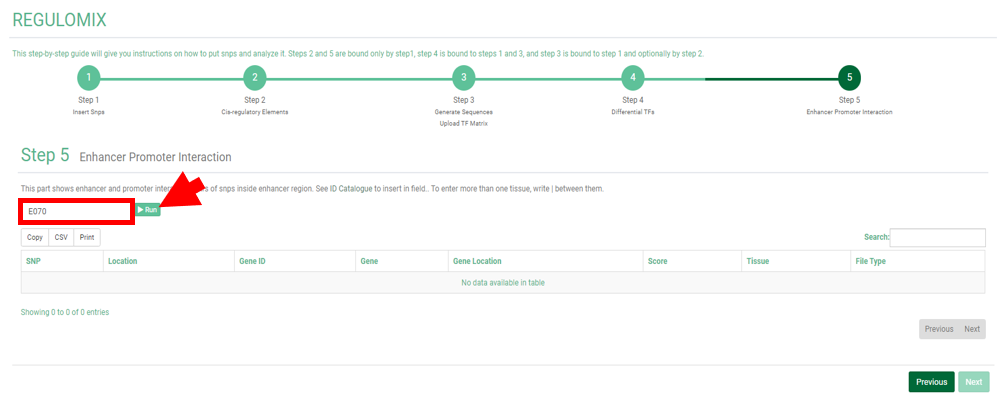 REGULOMIX
This step-by-step guide will give you instructions on how to put snps and analyze it. Steps 2 and 5 are bound only by step1, step 4 is bound to steps 1 and 3, and step 3 is bound to step 1 and optionally by step 2.
1 2 3 4 5
Step 1 Step 2 Step 3 Step 4 Step 5
Insert Snps Cis-regulatory Elements Generate Sequences Differential TFs Enhancer Promoter Interaction
Upload TF Matrix
Step 5 Enhancer Promoter Interaction
This part shows enhancer and promoter of snps inside enhancer region. See ID Catalogue to insert in field.. To enter more than one tissue, write | between them.
E070 Run
Copy CSV Print Search:
SNP Location Gene ID Gene Gene Location Score Tissue File Type
No data available in table
Showing 0 to 0 of 0 entries
Previous Next
Previous Next